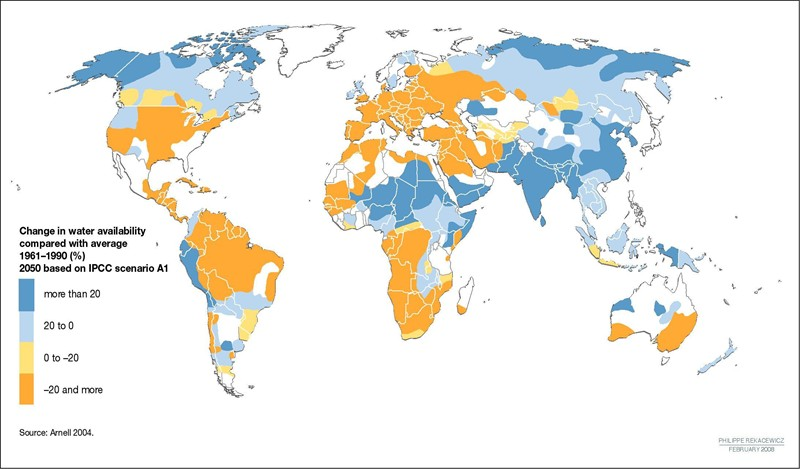 Change in water availability
compared with average
1961–1990 (%)
2050 based on IPCC scenario A1
more than 20
20 to 0
0 to –20
–20 and more
Source: Arnell 2004.
PHILIPPE REKACEWICZ
FEBRUARY 2008